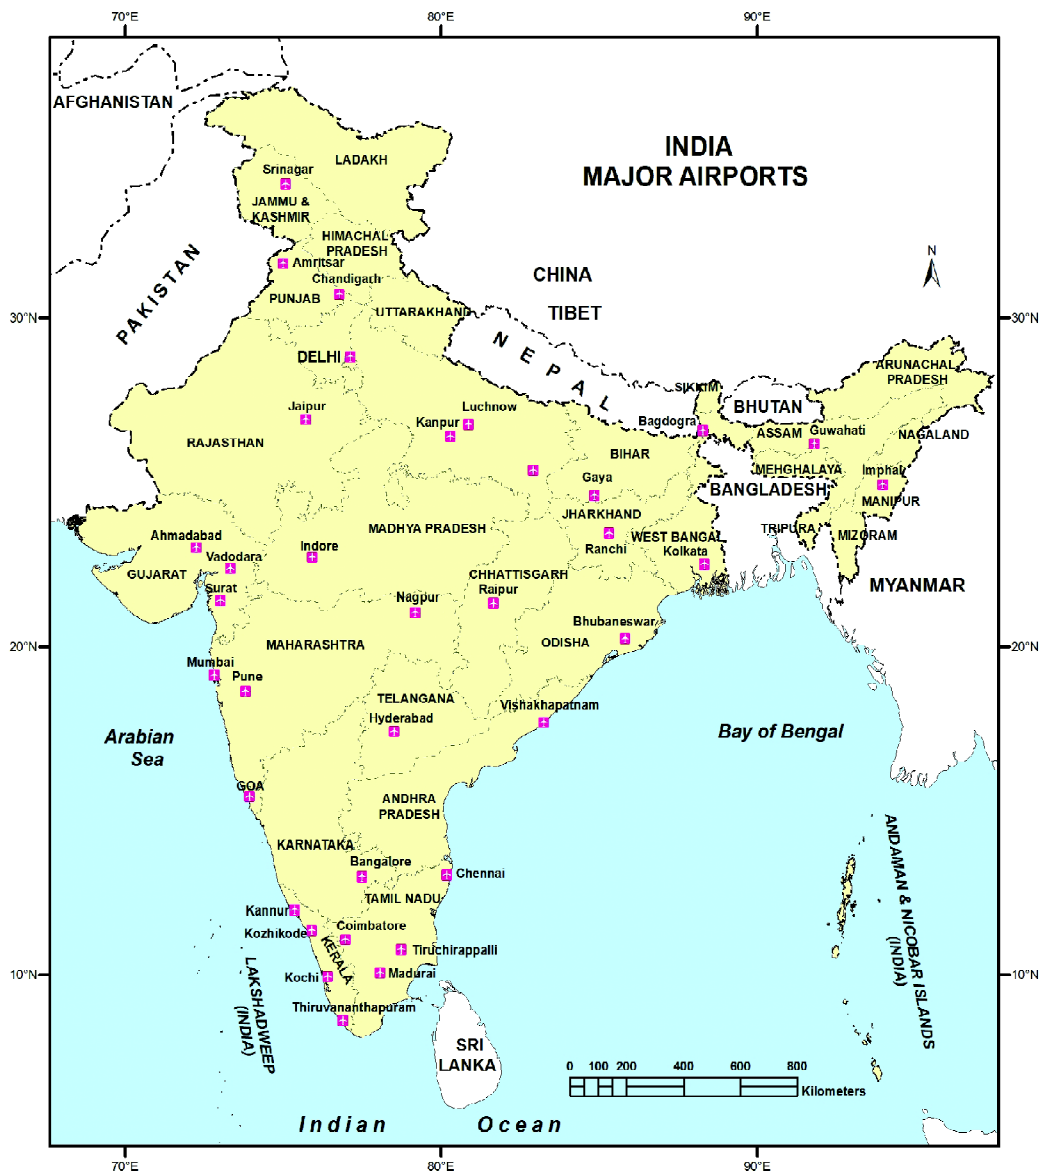 70°E 80°E 90°E
AFGHANISTAN
INDIA
MAJOR AIRPORTS
LADAKH
Srinagar
JAMMU &
KASHMIR
HIMACHAL
PRADESH
N
PAKISTAN
Amritsar
CHINA
Chandigarh
PUNJAB
UTTARAKHAND
TIBET
30°N 30°N
NEPAL
DELHI
ARUNACHAL
PRADESH
SIKKIM
Jaipur
Luchnow
BHUTAN
Kanpur
Bagdogra
ASSAM
Guwahati
NAGALAND
RAJASTHAN
BIHAR
MEHGHALAYA
Imphal
Gaya
BANGLADESH
MANIPUR
JHARKHAND
MADHYA PRADESH
TRIPURA
MIZORAM
Ahmadabad
WEST BANGAL
Indore
Ranchi
Kolkata
Vadodara
GUJARAT
CHHATTISGARH
MYANMAR
Surat
Raipur
Nagpur
Bhubaneswar
MAHARASHTRA
ODISHA
20°N 20°N
Mumbai
Pune
TELANGANA
Vishakhapatnam
Hyderabad
Arabian
Sea
Bay of Bengal
GOA
ANDHRA
PRADESH
KARNATAKA
Bangalore
Chennai
TAMIL NADU
Kannur
Coimbatore
Kozhikode
KERALA
Tiruchirappalli
ANDAMAN & NICOBAR ISLANDS
(INDIA)
10°N 10°N
Kochi
Madurai
LAKSHADWEEP
(INDIA)
Thiruvananthapuram
SRI
LANKA
0 100 200 400 600 800
Kilometers
Indian Ocean
70°E 80°E 90°E